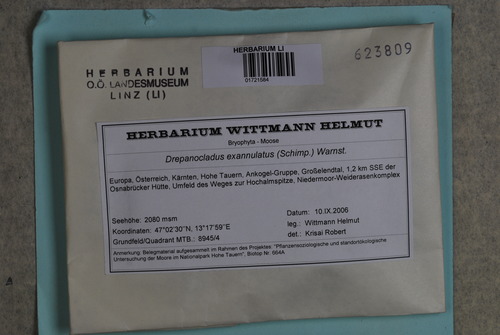 HERBARIUM LI
01721584
623809
HERBARIUM
O.Ö. LANDESMUSEUM
LINZ (LI)
HERBARIUM WITTMANN HELMUT
Bryophyta - Moose
Drepanocladus exannulatus (Schimp.) Warnst.
Europa, Österreich, Kärnten, Hohe Tauern, Ankogel-Gruppe, Großelendtal, 1,2 km SSE der
Osnabrücker Hütte, Umfeld des Weges zur Hochalmspitze, Niedermoor-Weiderasenkomplex
Seehöhe: 2080 msm
Datum: 10.IX.2006
Koordinaten: 47°02'30"N, 13°17'59"E
leg.: Wittmann Helmut
Grundfeld/Quadrant MTB.: 8945/4
det.: Krisai Robert
Anmerkung: Belegmaterial aufgesammelt im Rahmen des Projektes: "Pflanzensoziologische und standortökologische
Untersuchung der Moore im Nationalpark Hohe Tauern". Biotop Nr. 664A